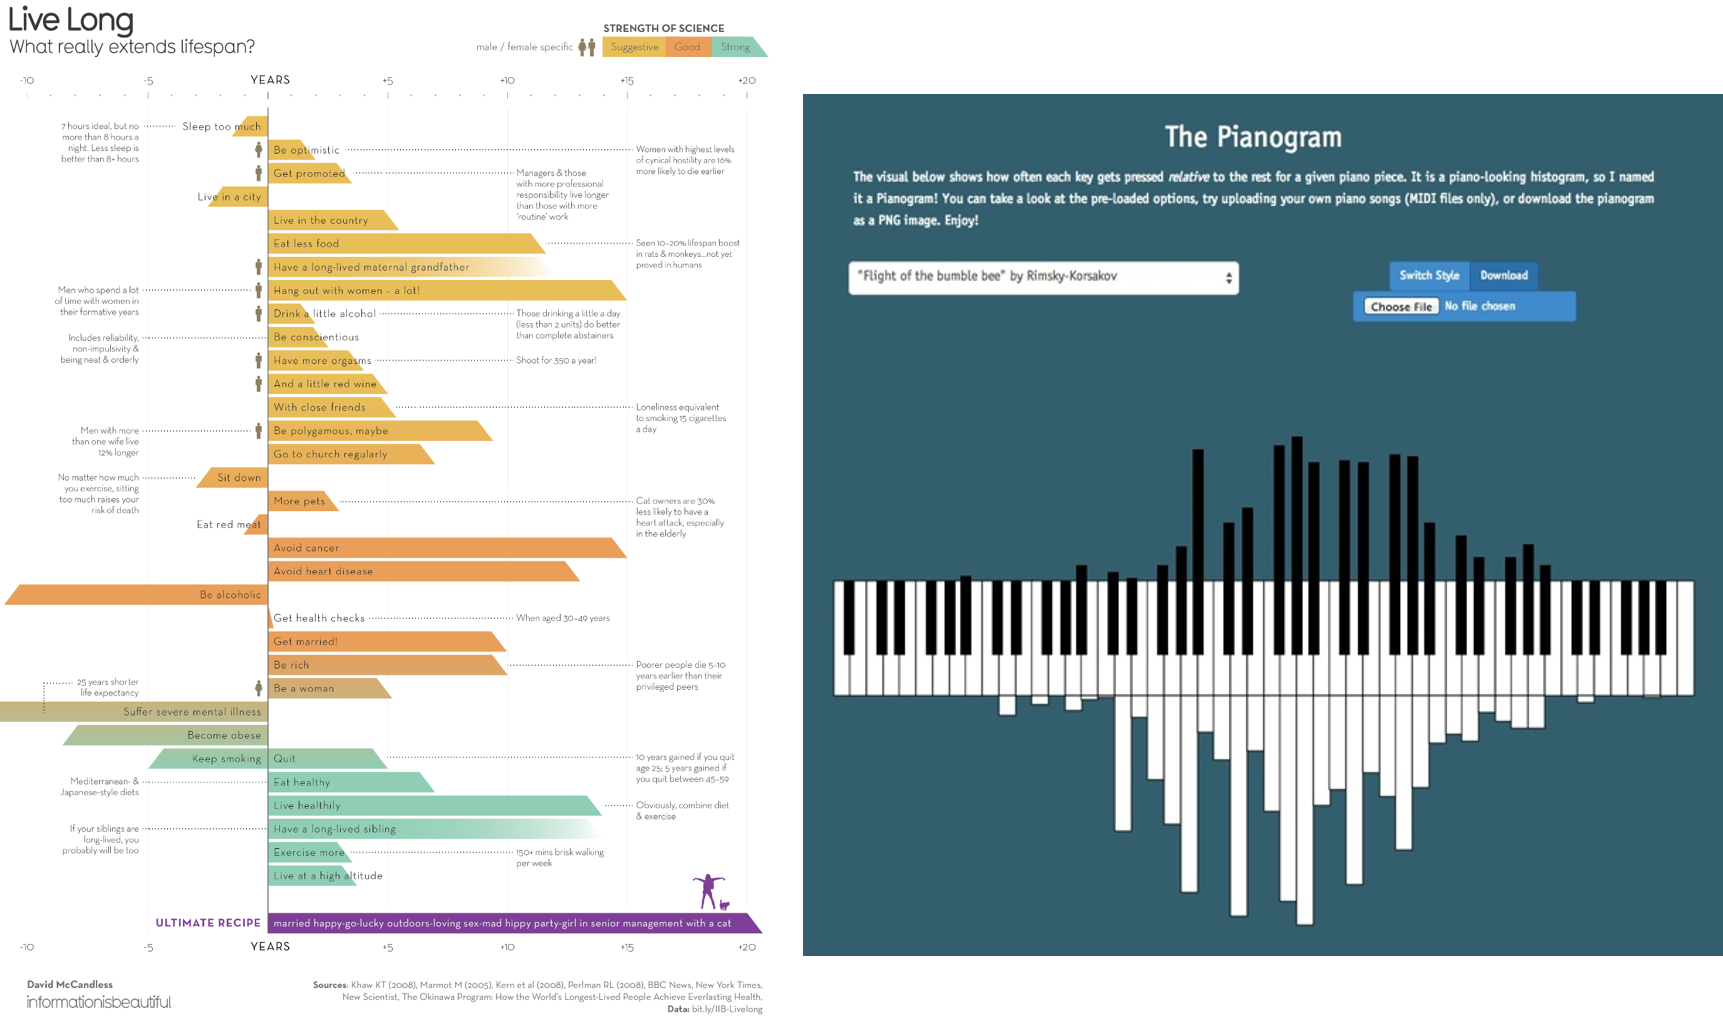 Live Long
What really extends lifespan?
STRENGTH OF SCIENCE
male / female specific
Suggestive Good Strong
-10 -5 YEARS +5 +10 +15 +20
7 hours ideal, but no
more than 8 hours a
night. Less sleep is
better than 8+ hours
Sleep too much
Be optimistic
Women with highest levels
of cynical hostility are 16%
more likely to die earlier
Get promoted
Managers & those
with more professional
responsibility live longer
than those with more
'routine' work
Live in a city
Live in the country
Eat less food
Seen 10-20% lifespan boost
in rats & monkeys...not yet
proved in humans
Have a long-lived maternal grandfather
Men who spend a lot
of time with women in
their formative years
Hang out with women – a lot!
Drink a little alcohol
Those drinking a little a day
(less than 2 units) do better
than complete abstainers
Includes reliability,
non-impulsivity &
being neat & orderly
Be conscientious
Have more orgasms
Shoot for 350 a year!
And a little red wine
With close friends
Loneliness equivalent
to smoking 15 cigarettes
a day
Men with more
than one wife live
12% longer
Be polygamous, maybe
Go to church regularly
No matter how much
you exercise, sitting
too much raises your
risk of death
Sit down
More pets
Cat owners are 30%
less likely to have a
heart attack, especially
in the elderly
Eat red meat
Avoid cancer
Avoid heart disease
Be alcoholic
Get health checks
When aged 30-49 years
Get married!
Be rich
Poorer people die 5-10
years earlier than their
privileged peers
Be a woman
25 years shorter
life expectancy
Suffer severe mental illness
Become obese
Keep smoking
Quit
10 years gained if you quit
age 25; 5 years gained if
you quit between 45-59
Mediterranean- &
Japanese-style diets
Eat healthy
Live healthily
Obviously, combine diet
& exercise
If your siblings are
long-lived, you
probably will be too
Have a long-lived sibling
Exercise more
150+ mins brisk walking
per week
Live at a high altitude
ULTIMATE RECIPE
married happy-go-lucky outdoors-loving sex-mad hippy party-girl in senior management with a cat
-10 -5 YEARS +5 +10 +15 +20
David McCandless
informationisbeautiful
Sources: Khaw KT (2008), Marmot M (2005), Kern et al (2008), Perlman RL (2008), BBC News, New York Times,
New Scientist, The Okinawa Program: How the World's Longest-Lived People Achieve Everlasting Health,
Data: bit.ly/IIB-Livelong
The Pianogram
The visual below shows how often each key gets pressed relative to the rest for a given piano piece. It is a piano-looking histogram, so I named
it a Pianogram! You can take a look at the pre-loaded options, try uploading your own piano songs (MIDI files only), or download the pianogram
as a PNG image. Enjoy!
"Flight of the bumble bee" by Rimsky-Korsakov
Switch Style Download
Choose File No file chosen